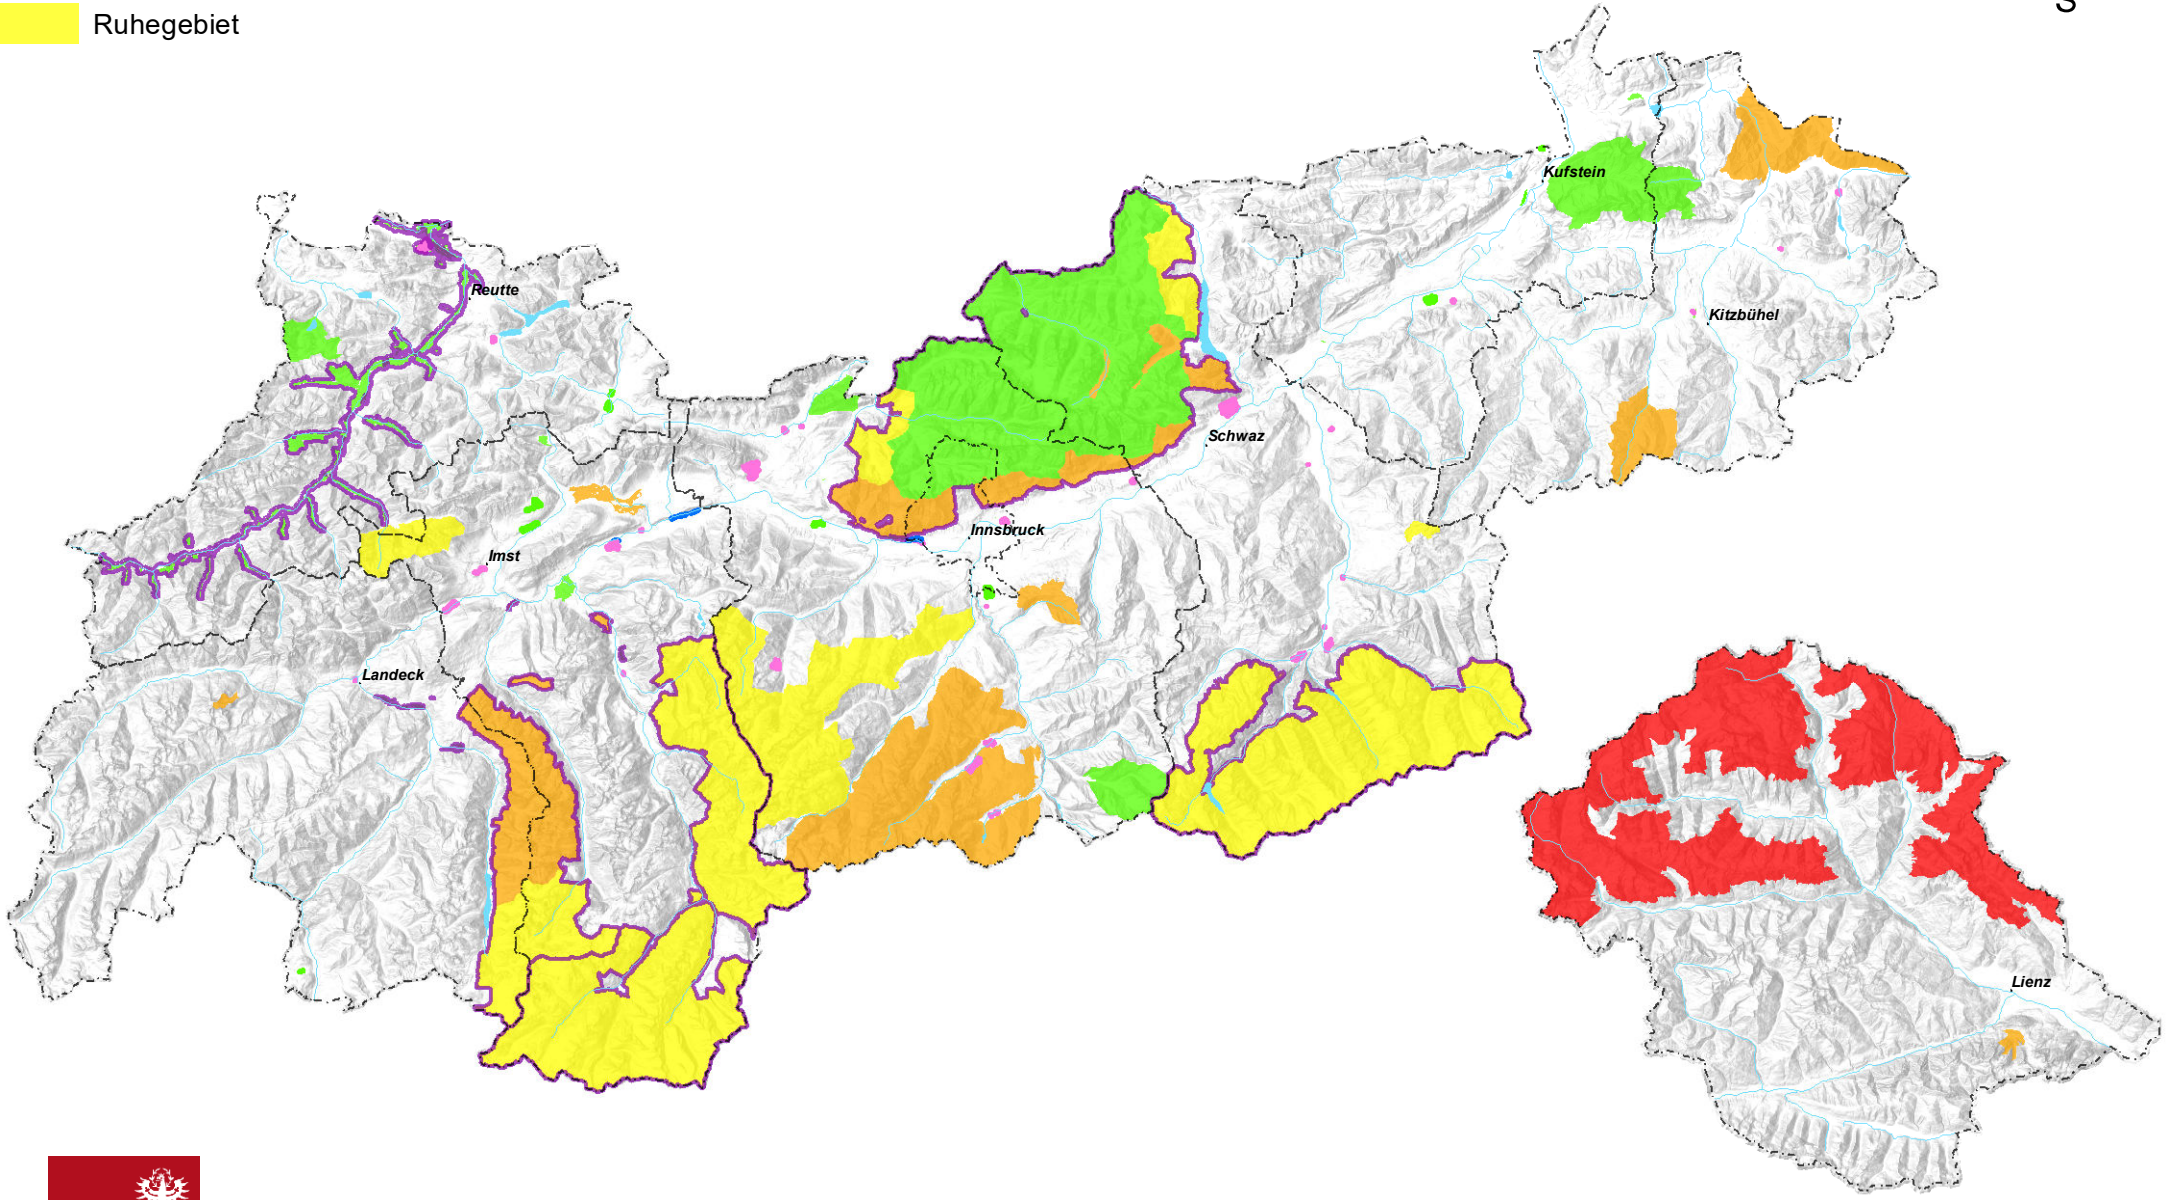 S
Ruhegebiet
Kufstein
Reutte
Kitzbühel
Schwaz
Innsbruck
Imst
Landeck
Lienz